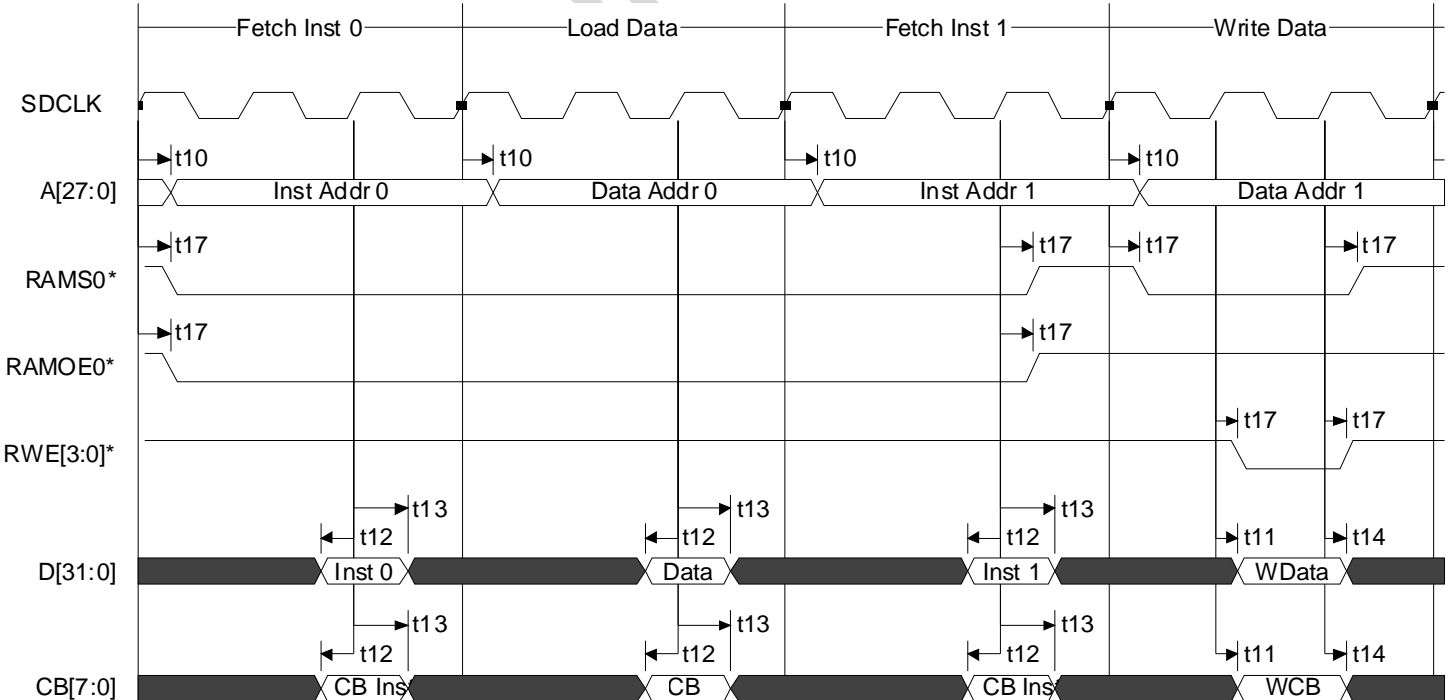 Fetch Inst 0 Load Data Fetch Inst 1 Write Data
SDCLK
t10 t10 t10 t10
A[27:0] Inst Addr 0 Data Addr 0 Inst Addr 1 Data Addr 1
t17 t17 t17 t17
RAMS0*
t17 t17
RAMOE0*
t17 t17
RWE[3:0]*
t13 t13 t13
t12 t12 t12 t11 t14
D[31:0] Inst 0 Data Inst 1 WData
t13 t13 t13
t12 t12 t12 t11 t14
CB[7:0] CB Inst CB CB Inst WCB